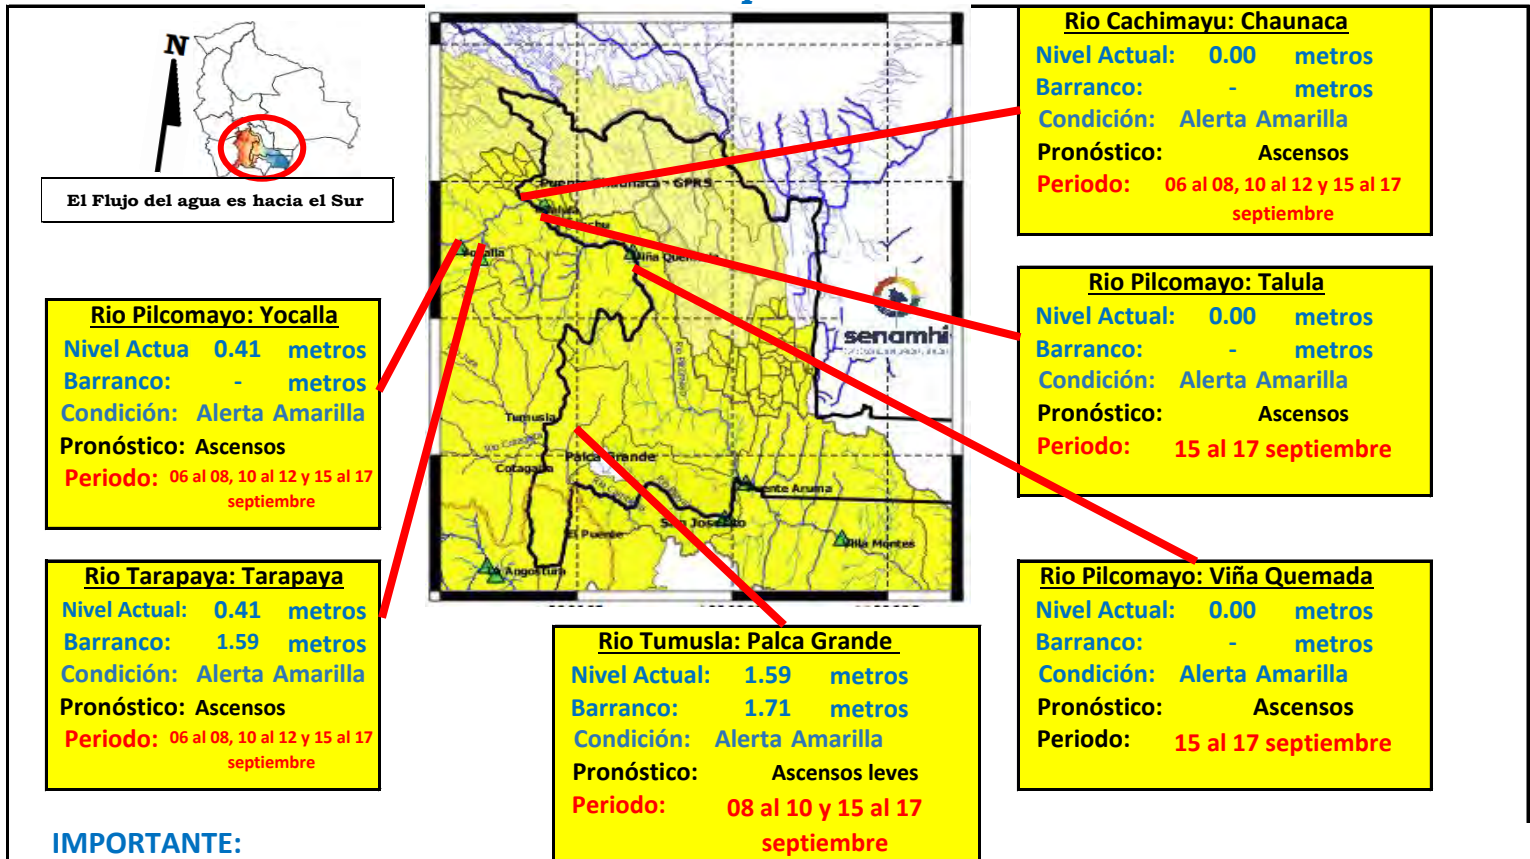 N
El Flujo del agua es hacia el Sur
Rio Pilcomayo: Yocalla
Nivel Actua 0.41 metros
Barranco: - metros
Condición: Alerta Amarilla
Pronóstico: Ascensos
Periodo: 06 al 08, 10 al 12 y 15 al 17
septiembre
Rio Tarapaya: Tarapaya
Nivel Actual: 0.41 metros
Barranco: 1.59 metros
Condición: Alerta Amarilla
Pronóstico: Ascensos
Periodo: 06 al 08, 10 al 12 y 15 al 17
septiembre
IMPORTANTE:
Chaunaca - GPRS
Viña
senamhi
Tumusla
Cotagaita
Palca Grande
Puente Aruma
San Josecito
El Puente
Villa Montes
La Angostura
Rio Tumusla: Palca Grande
Nivel Actual: 1.59 metros
Barranco: 1.71 metros
Condición: Alerta Amarilla
Pronóstico: Ascensos leves
Periodo: 08 al 10 y 15 al 17
septiembre
Rio Cachimayu: Chaunaca
Nivel Actual: 0.00 metros
Barranco: - metros
Condición: Alerta Amarilla
Pronóstico: Ascensos
Periodo: 06 al 08, 10 al 12 y 15 al 17
septiembre
Rio Pilcomayo: Talula
Nivel Actual: 0.00 metros
Barranco: - metros
Condición: Alerta Amarilla
Pronóstico: Ascensos
Periodo: 15 al 17 septiembre
Rio Pilcomayo: Viña Quemada
Nivel Actual: 0.00 metros
Barranco: - metros
Condición: Alerta Amarilla
Pronóstico: Ascensos
Periodo: 15 al 17 septiembre